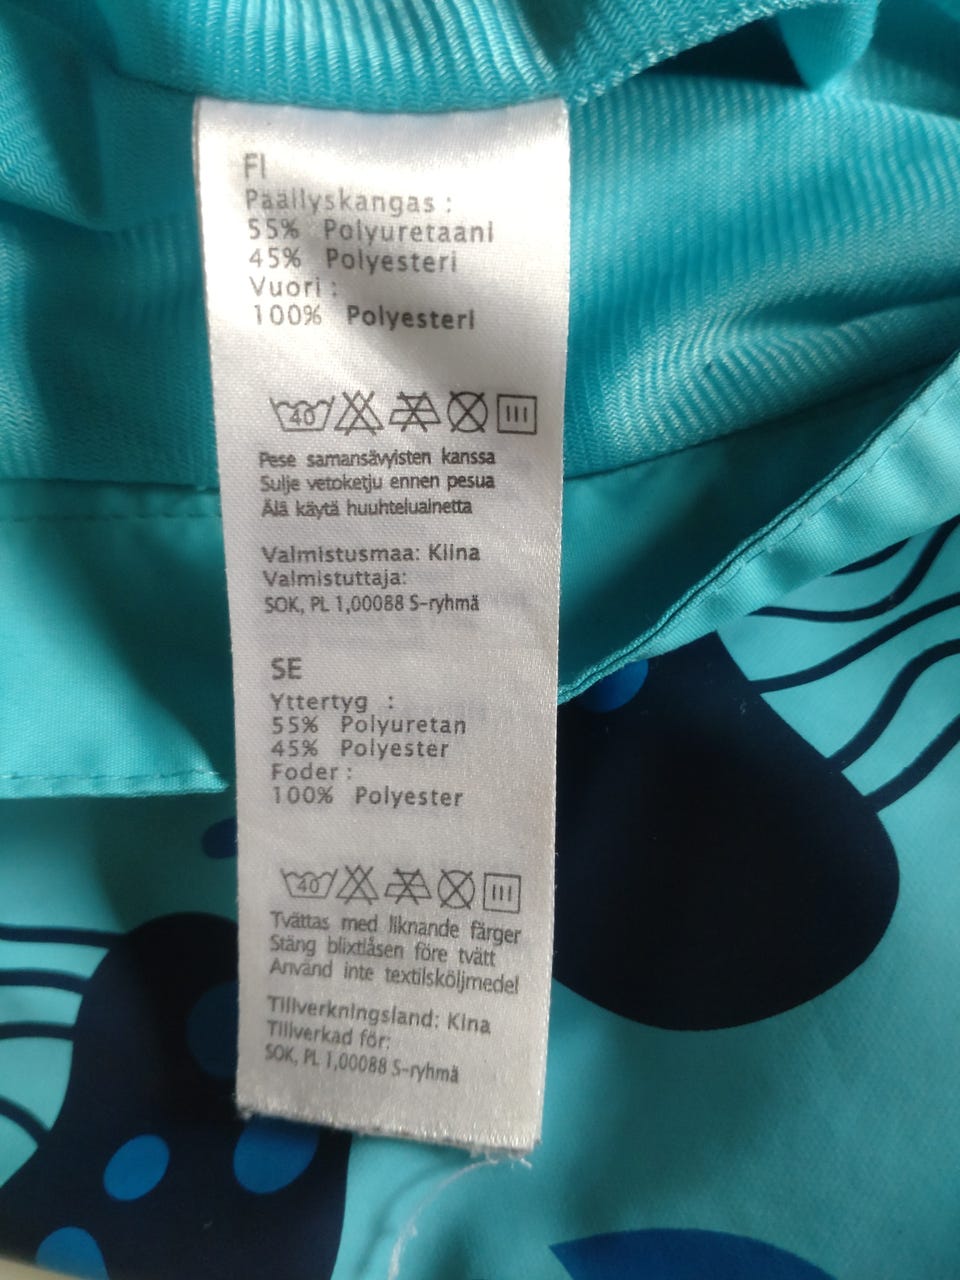 FI
Päällyskangas :
55% Polyuretaani
45% Polyesteri
Vuori :
100% Polyesteri
40
Pese samansävyisten kanssa
Sulje vetoketju ennen pesua
Älä käytä huuhteluainetta
Valmistusmaa: Kiina
Valmistuttaja:
SOK, PL 1,00088 S-ryhmä
SE
Yttertyg :
55% Polyuretan
45% Polyester
Foder :
100% Polyester
40
Tvättas med liknande färger
Stäng blixtlåsen före tvätt
Använd inte textilsköljmedel
Tillverkningsland: Kina
Tillverkad för:
SOK, PL 1,00088 S-ryhmä